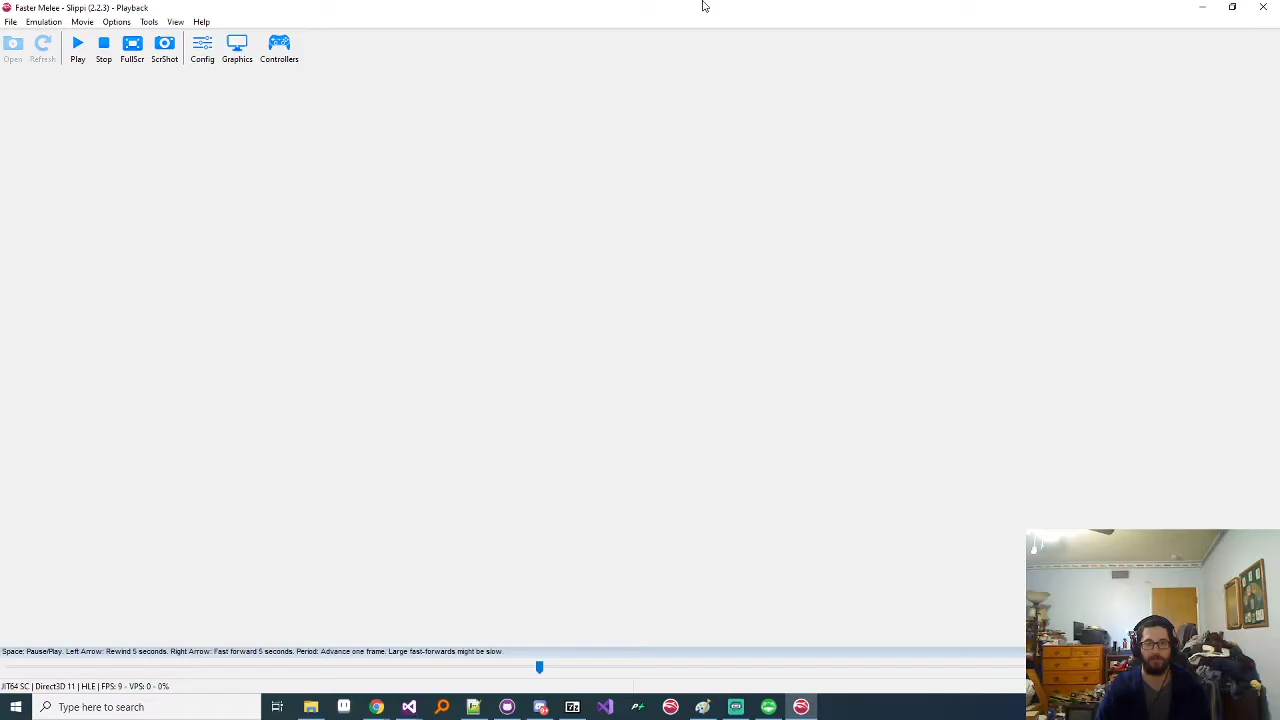 Faster Melee - Slippi (2.2.3) - Playback
File Emulation Movie Options Tools View Help
Open Refresh Play Stop FullScr ScrShot Config Graphics Controllers
Space: Pause/Play. Left Arrow: Rewind 5 seconds. Right Arrow: Fast forward 5 seconds. Period: Advance one frame. Large fast-forwards might be slow.
JIT64 SC | Direct3D 11 | HLE | FPS: 9 - VPS: 0 - 0%
Type here to search